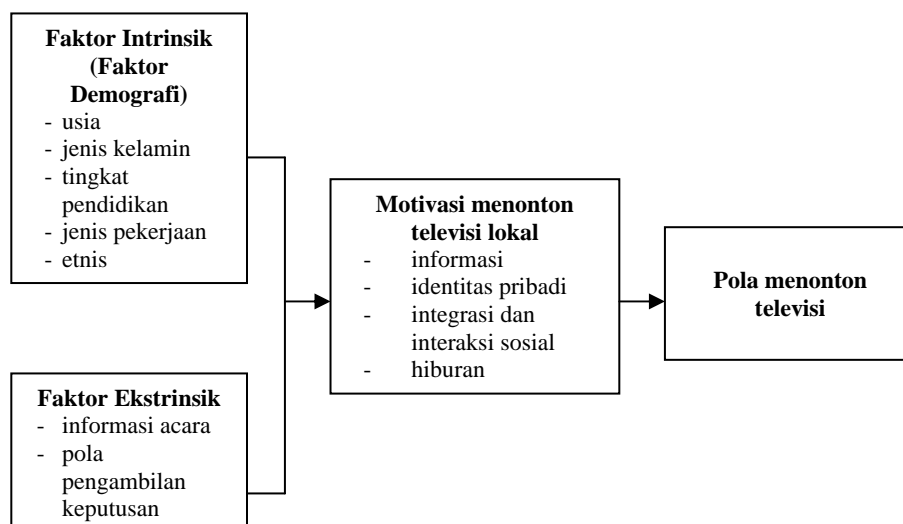 Faktor Intrinsik
(Faktor
Demografi)
- usia
- jenis kelamin
- tingkat
pendidikan
- jenis pekerjaan
- etnis
Faktor Ekstrinsik
- informasi acara
- pola
pengambilan
keputusan
Motivasi menonton
televisi lokal
- informasi
- identitas pribadi
- integrasi dan
interaksi sosial
- hiburan
Pola menonton
televisi